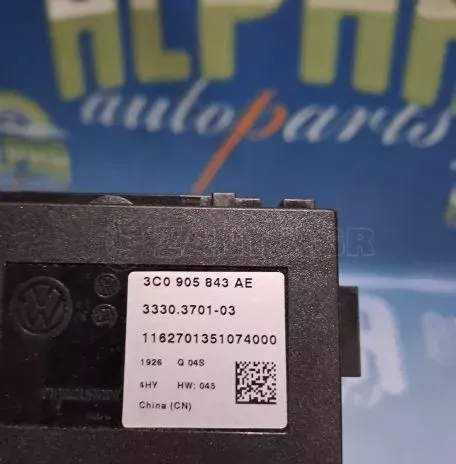 ALPHA
autoparts
3C0 905 843 AE
3330.3701-03
1162701351074000
1926 Q 04S
4HY HW: 045
China (CN)